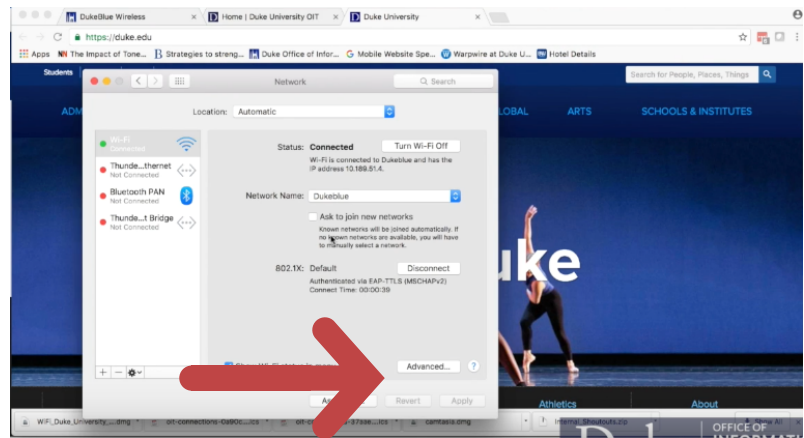 DukeBlue Wireless
Home | Duke University OIT
Duke University
https://duke.edu
Apps
The Impact of Tone...
Strategies to streng...
Duke Office of Infor...
Mobile Website Spe...
Warpwire at Duke U...
Hotel Details
Students
Network
Search
Search for People, Places, Things
Location: Automatic
LOBAL
ARTS
SCHOOLS & INSTITUTES
Wi-Fi
Connected
Thunde...thernet
Not Connected
Bluetooth PAN
Not Connected
Thunde...t Bridge
Not Connected
Status: Connected
Turn Wi-Fi Off
Wi-Fi is connected to Dukeblue and has the
IP address 10.189.51.4.
Network Name: Dukeblue
Ask to join new networks
Known networks will be joined automatically. If
no known networks are available, you will have
to manually select a network.
802.1X: Default
Disconnect
Authenticated via EAP-TTLS (MSCHAPv2)
Connect Time: 00:00:39
uke
Advanced...
?
Revert
Apply
Athletics
About
WiFi_Duke_University_....dmg
camtasia.dmg
Internal_Shoutouts.zip
Show All
OFFICE OF